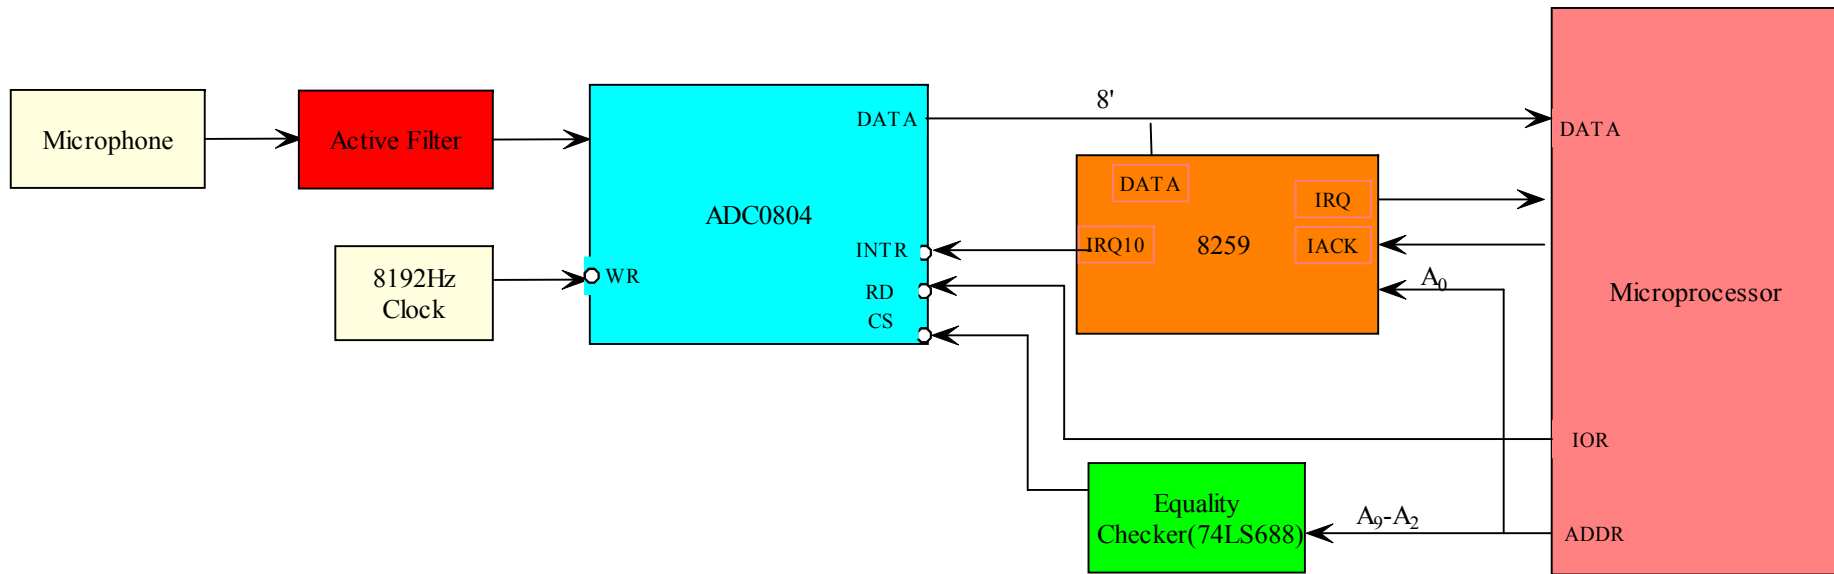 Microphone
Active Filter
8192Hz
Clock
DATA
ADC0804
INTR
RD
CS
WR
8'
DATA
IRQ
IRQ10
8259
IACK
A₀
Equality
Checker(74LS688)
A₉-A₂
DATA
Microprocessor
IOR
ADDR